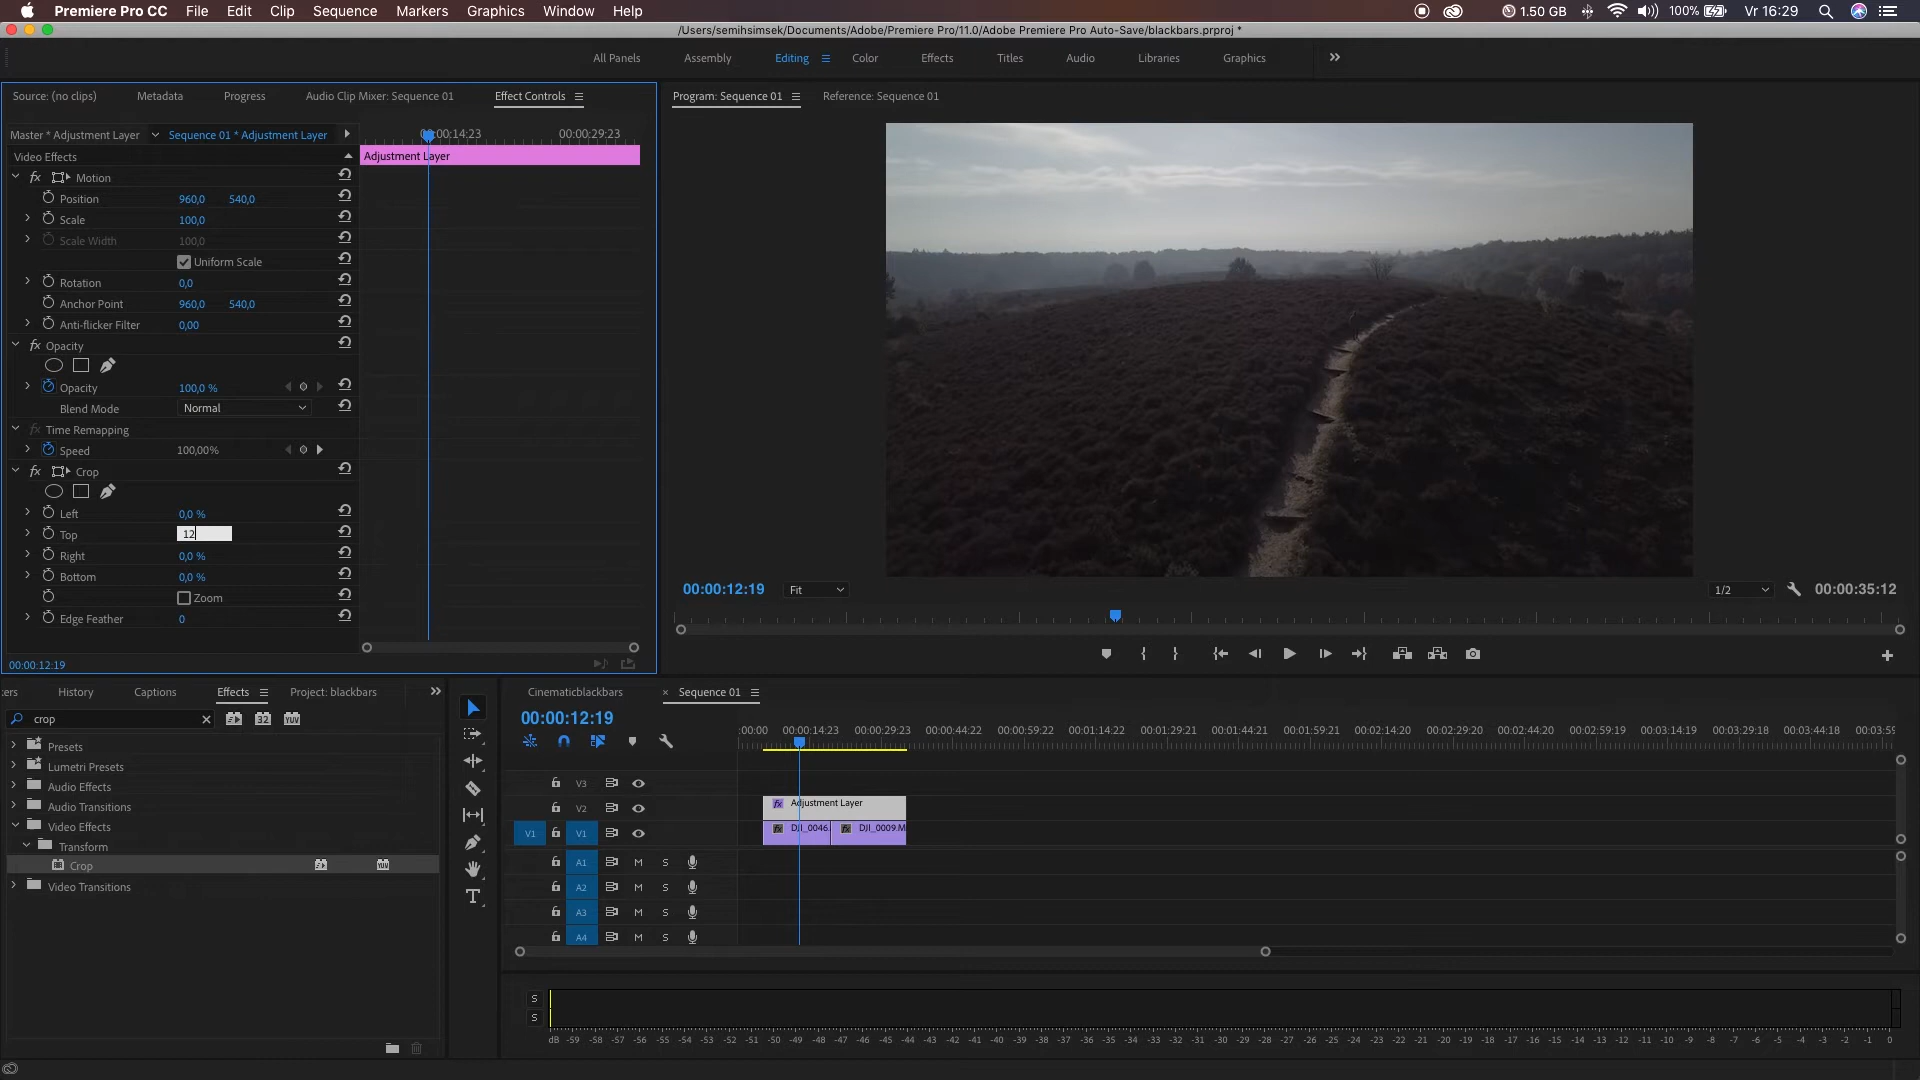 Premiere Pro CC File Edit Clip Sequence Markers Graphics Window Help 1.50 GB 100% Vr 16:29
/Users/semihsimsek/Documents/Adobe/Premiere Pro/11.0/Adobe Premiere Pro Auto-Save/blackbars.prproj *
All Panels Assembly Editing Color Effects Titles Audio Libraries Graphics
Source: (no clips) Metadata Progress Audio Clip Mixer: Sequence 01 Effect Controls
Master * Adjustment Layer Sequence 01 * Adjustment Layer
00:00:14:23 00:00:29:23
Video Effects
Adjustment Layer
fx Motion
Position 960,0 540,0
Scale 100,0
Scale Width 100,0
Uniform Scale
Rotation 0,0
Anchor Point 960,0 540,0
Anti-flicker Filter 0,00
fx Opacity
Opacity 100,0 %
Blend Mode Normal
fx Time Remapping
Speed 100,00%
fx Crop
Left 0,0 %
Top 12
Right 0,0 %
Bottom 0,0 %
Zoom
Edge Feather 0
00:00:12:19
Program: Sequence 01 Reference: Sequence 01
00:00:12:19 Fit 1/2 00:00:35:12
ers History Captions Effects Project: blackbars
crop 32 YUV
Presets
Lumetri Presets
Audio Effects
Audio Transitions
Video Effects
Transform
Crop
Video Transitions
Cinematicblackbars × Sequence 01
00:00:12:19
:00:00 00:00:14:23 00:00:29:23 00:00:44:22 00:00:59:22 00:01:14:22 00:01:29:21 00:01:44:21 00:01:59:21 00:02:14:20 00:02:29:20 00:02:44:20 00:02:59:19 00:03:14:19 00:03:29:18 00:03:44:18 00:03:59
V3
V2 fx Adjustment Layer
V1 V1 fx DJI_0046. fx DJI_0009.M
A1 M S
A2 M S
A3 M S
A4 M S
S
S
dB -59 -58 -57 -56 -55 -54 -53 -52 -51 -50 -49 -48 -47 -46 -45 -44 -43 -42 -41 -40 -39 -38 -37 -36 -35 -34 -33 -32 -31 -30 -29 -28 -27 -26 -25 -24 -23 -22 -21 -20 -19 -18 -17 -16 -15 -14 -13 -12 -11 -10 -9 -8 -7 -6 -5 -4 -3 -2 -1 0